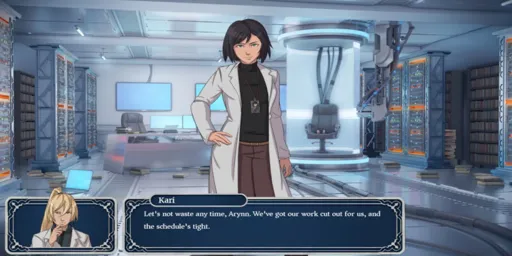 Kari
Let's not waste any time, Arynn. We've got our work cut out for us, and
the schedule's tight.